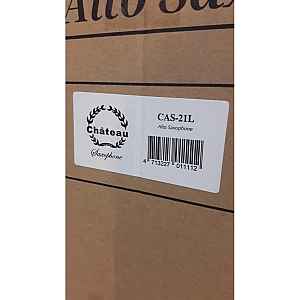 Alto Sax
Château
Saxophone
CAS-21L
Alto Saxophone
4 713227 011112